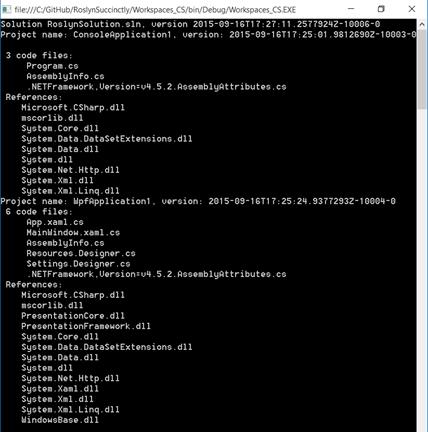 file:///C:/GitHub/RoslynSuccinctly/Workspaces_CS/bin/Debug/Workspaces_CS.EXE
Solution RoslynSolution.sln, version 2015-09-16T17:27:11.2577924Z-10006-0
Project name: ConsoleApplication1, version: 2015-09-16T17:25:01.9812690Z-10003-0
3 code files:
Program.cs
AssemblyInfo.cs
.NETFramework,Version=v4.5.2.AssemblyAttributes.cs
References:
Microsoft.CSharp.dll
mscorlib.dll
System.Core.dll
System.Data.DataSetExtensions.dll
System.Data.dll
System.dll
System.Net.Http.dll
System.Xml.dll
System.Xml.Linq.dll
Project name: WpfApplication1, version: 2015-09-16T17:25:24.9377293Z-10004-0
6 code files:
App.xaml.cs
MainWindow.xaml.cs
AssemblyInfo.cs
Resources.Designer.cs
Settings.Designer.cs
.NETFramework,Version=v4.5.2.AssemblyAttributes.cs
References:
Microsoft.CSharp.dll
mscorlib.dll
PresentationCore.dll
PresentationFramework.dll
System.Core.dll
System.Data.DataSetExtensions.dll
System.Data.dll
System.dll
System.Net.Http.dll
System.Xaml.dll
System.Xml.dll
System.Xml.Linq.dll
WindowsBase.dll